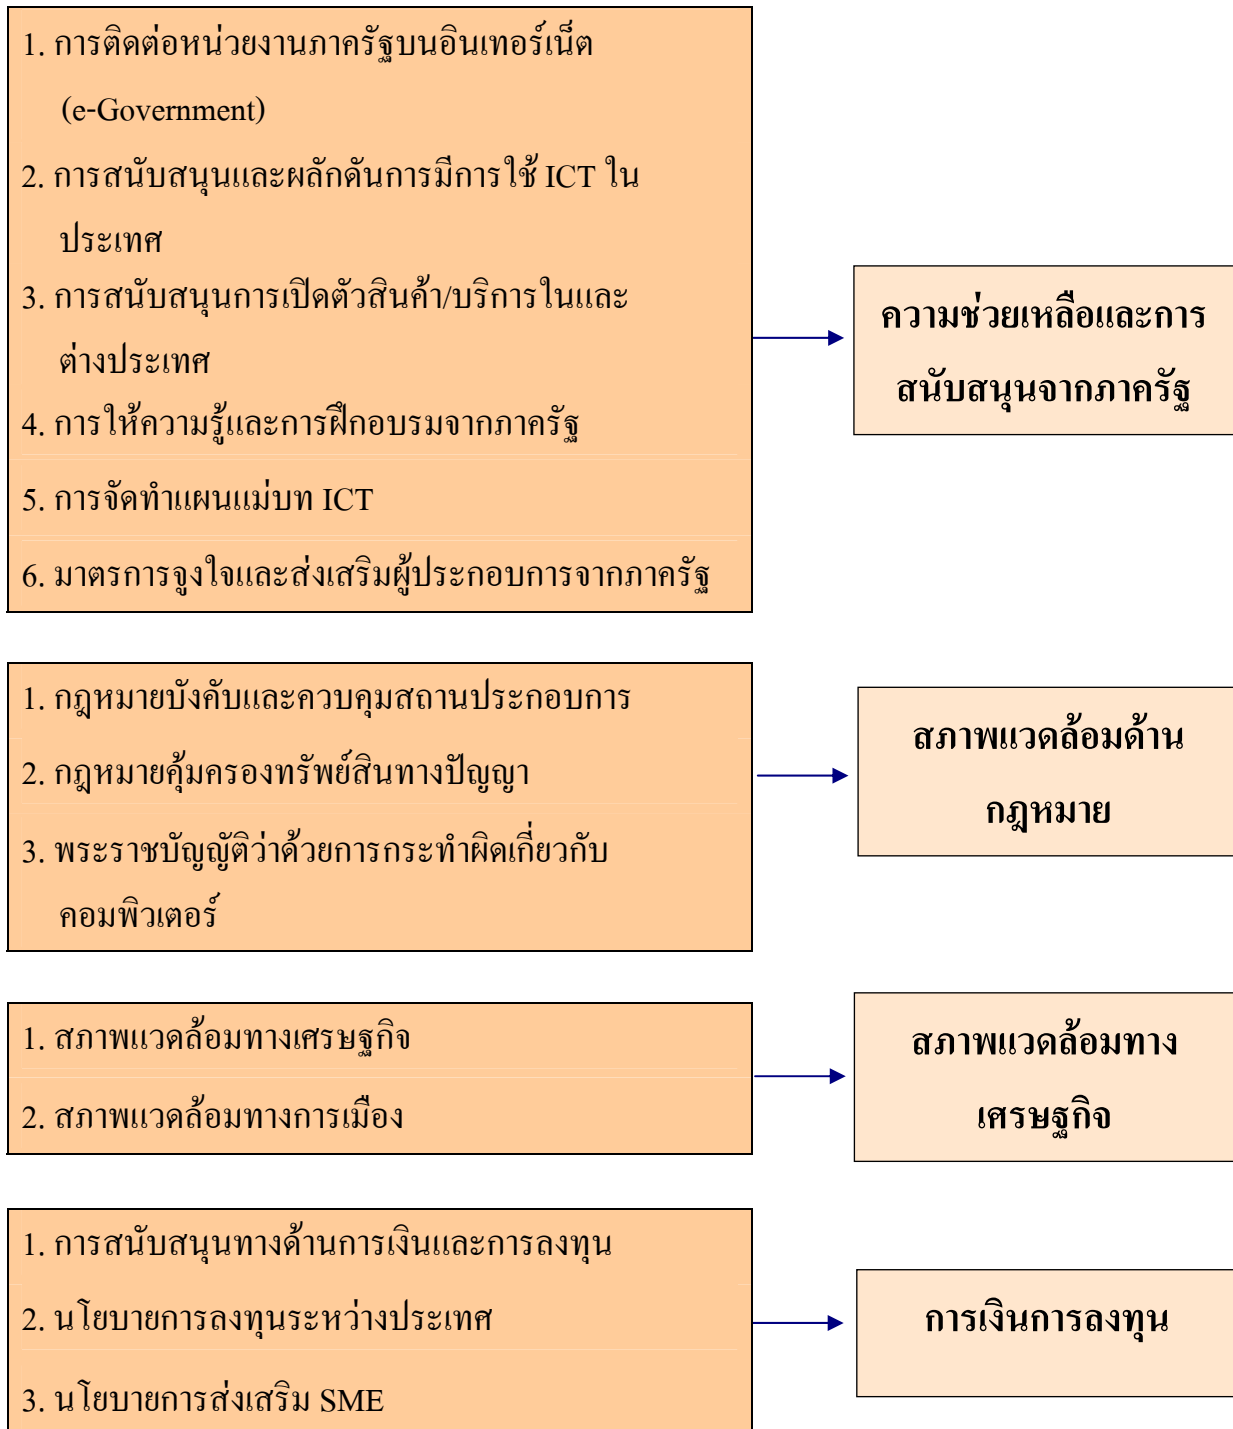 1. การติดต่อหน่วยงานภาครัฐบนอินเทอร์เน็ต
(e-Government)
2. การสนับสนุนและผลักดันการมีการใช้ ICT ใน
ประเทศ
3. การสนับสนุนการเปิดตัวสินค้า/บริการในและ
ต่างประเทศ
4. การให้ความรู้และการฝึกอบรมจากภาครัฐ
5. การจัดทำแผนแม่บท ICT
6. มาตรการจูงใจและส่งเสริมผู้ประกอบการจากภาครัฐ
ความช่วยเหลือและการ
สนับสนุนจากภาครัฐ
1. กฎหมายบังคับและควบคุมสถานประกอบการ
2. กฎหมายคุ้มครองทรัพย์สินทางปัญญา
3. พระราชบัญญัติว่าด้วยการกระทำผิดเกี่ยวกับ
คอมพิวเตอร์
สภาพแวดล้อมด้าน
กฎหมาย
1. สภาพแวดล้อมทางเศรษฐกิจ
2. สภาพแวดล้อมทางการเมือง
สภาพแวดล้อมทาง
เศรษฐกิจ
1. การสนับสนุนทางด้านการเงินและการลงทุน
2. นโยบายการลงทุนระหว่างประเทศ
3. นโยบายการส่งเสริม SME
การเงินการลงทุน